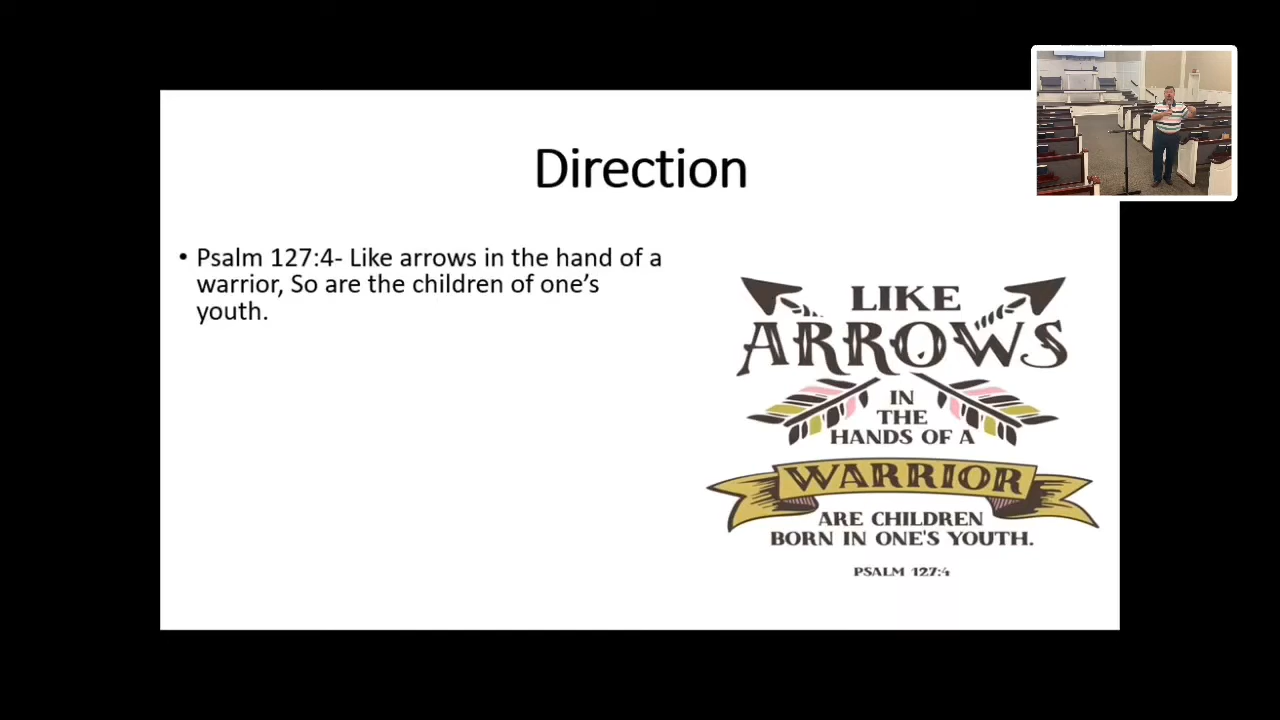 Direction
• Psalm 127:4- Like arrows in the hand of a
warrior, So are the children of one’s
youth.
LIKE
ARROWS
IN
THE
HANDS OF A
WARRIOR
ARE CHILDREN
BORN IN ONE'S YOUTH.
PSALM 127:4